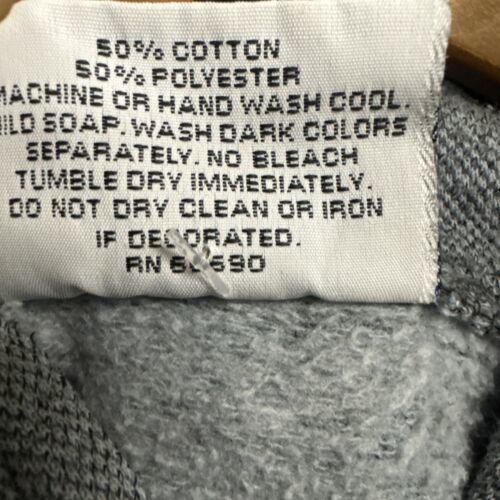 50% COTTON
50% POLYESTER
MACHINE OR HAND WASH COOL.
MILD SOAP. WASH DARK COLORS
SEPARATELY. NO BLEACH
TUMBLE DRY IMMEDIATELY.
DO NOT DRY CLEAN OR IRON
IF DECORATED.
RN